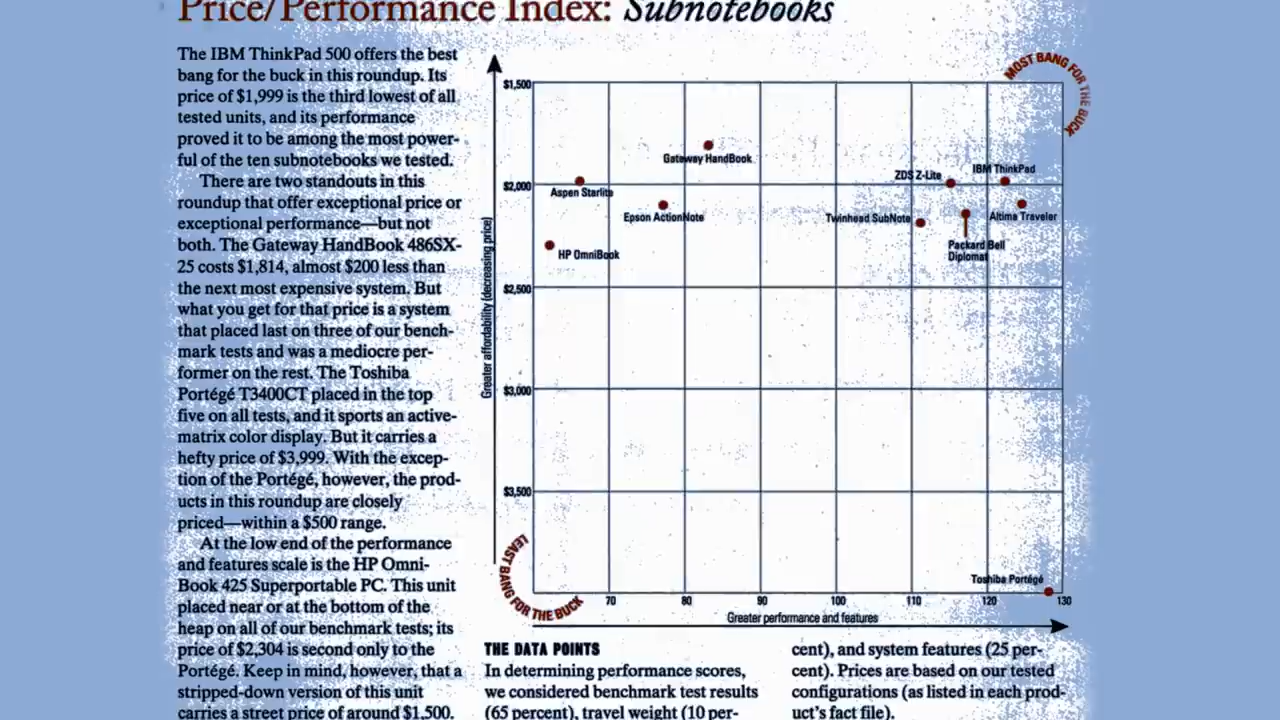 Price/Performance Index: Subnotebooks
The IBM ThinkPad 500 offers the best
bang for the buck in this roundup. Its
price of $1,999 is the third lowest of all
tested units, and its performance
proved it to be among the most power-
ful of the ten subnotebooks we tested.
There are two standouts in this
roundup that offer exceptional price or
exceptional performance—but not
both. The Gateway HandBook 486SX-
25 costs $1,814, almost $200 less than
the next most expensive system. But
what you get for that price is a system
that placed last on three of our bench-
mark tests and was a mediocre per-
former on the rest. The Toshiba
Portégé T3400CT placed in the top
five on all tests, and it sports an active-
matrix color display. But it carries a
hefty price of $3,999. With the excep-
tion of the Portégé, however, the prod-
ucts in this roundup are closely
priced—within a $500 range.
At the low end of the performance
and features scale is the HP Omni-
Book 425 Superportable PC. This unit
placed near or at the bottom of the
heap on all of our benchmark tests; its
price of $2,304 is second only to the
Portégé. Keep in mind, however, that a
stripped-down version of this unit
carries a street price of around $1,500.
MOST BANG FOR THE BUCK
$1,500
Gateway HandBook
IBM ThinkPad
ZDS Z-Lite
$2,000
Aspen Starlite
Epson ActionNote
Twinhead SubNote
Altima Traveler
Packard Bell
Diplomat
HP OmniBook
$2,500
Greater affordability (decreasing price)
$3,000
$3,500
Toshiba Portégé
LEAST BANG FOR THE BUCK
70 80 90 100 110 120 130
Greater performance and features
THE DATA POINTS
In determining performance scores,
we considered benchmark test results
(65 percent), travel weight (10 per-
cent), and system features (25 per-
cent). Prices are based on our tested
configurations (as listed in each prod-
uct's fact file).